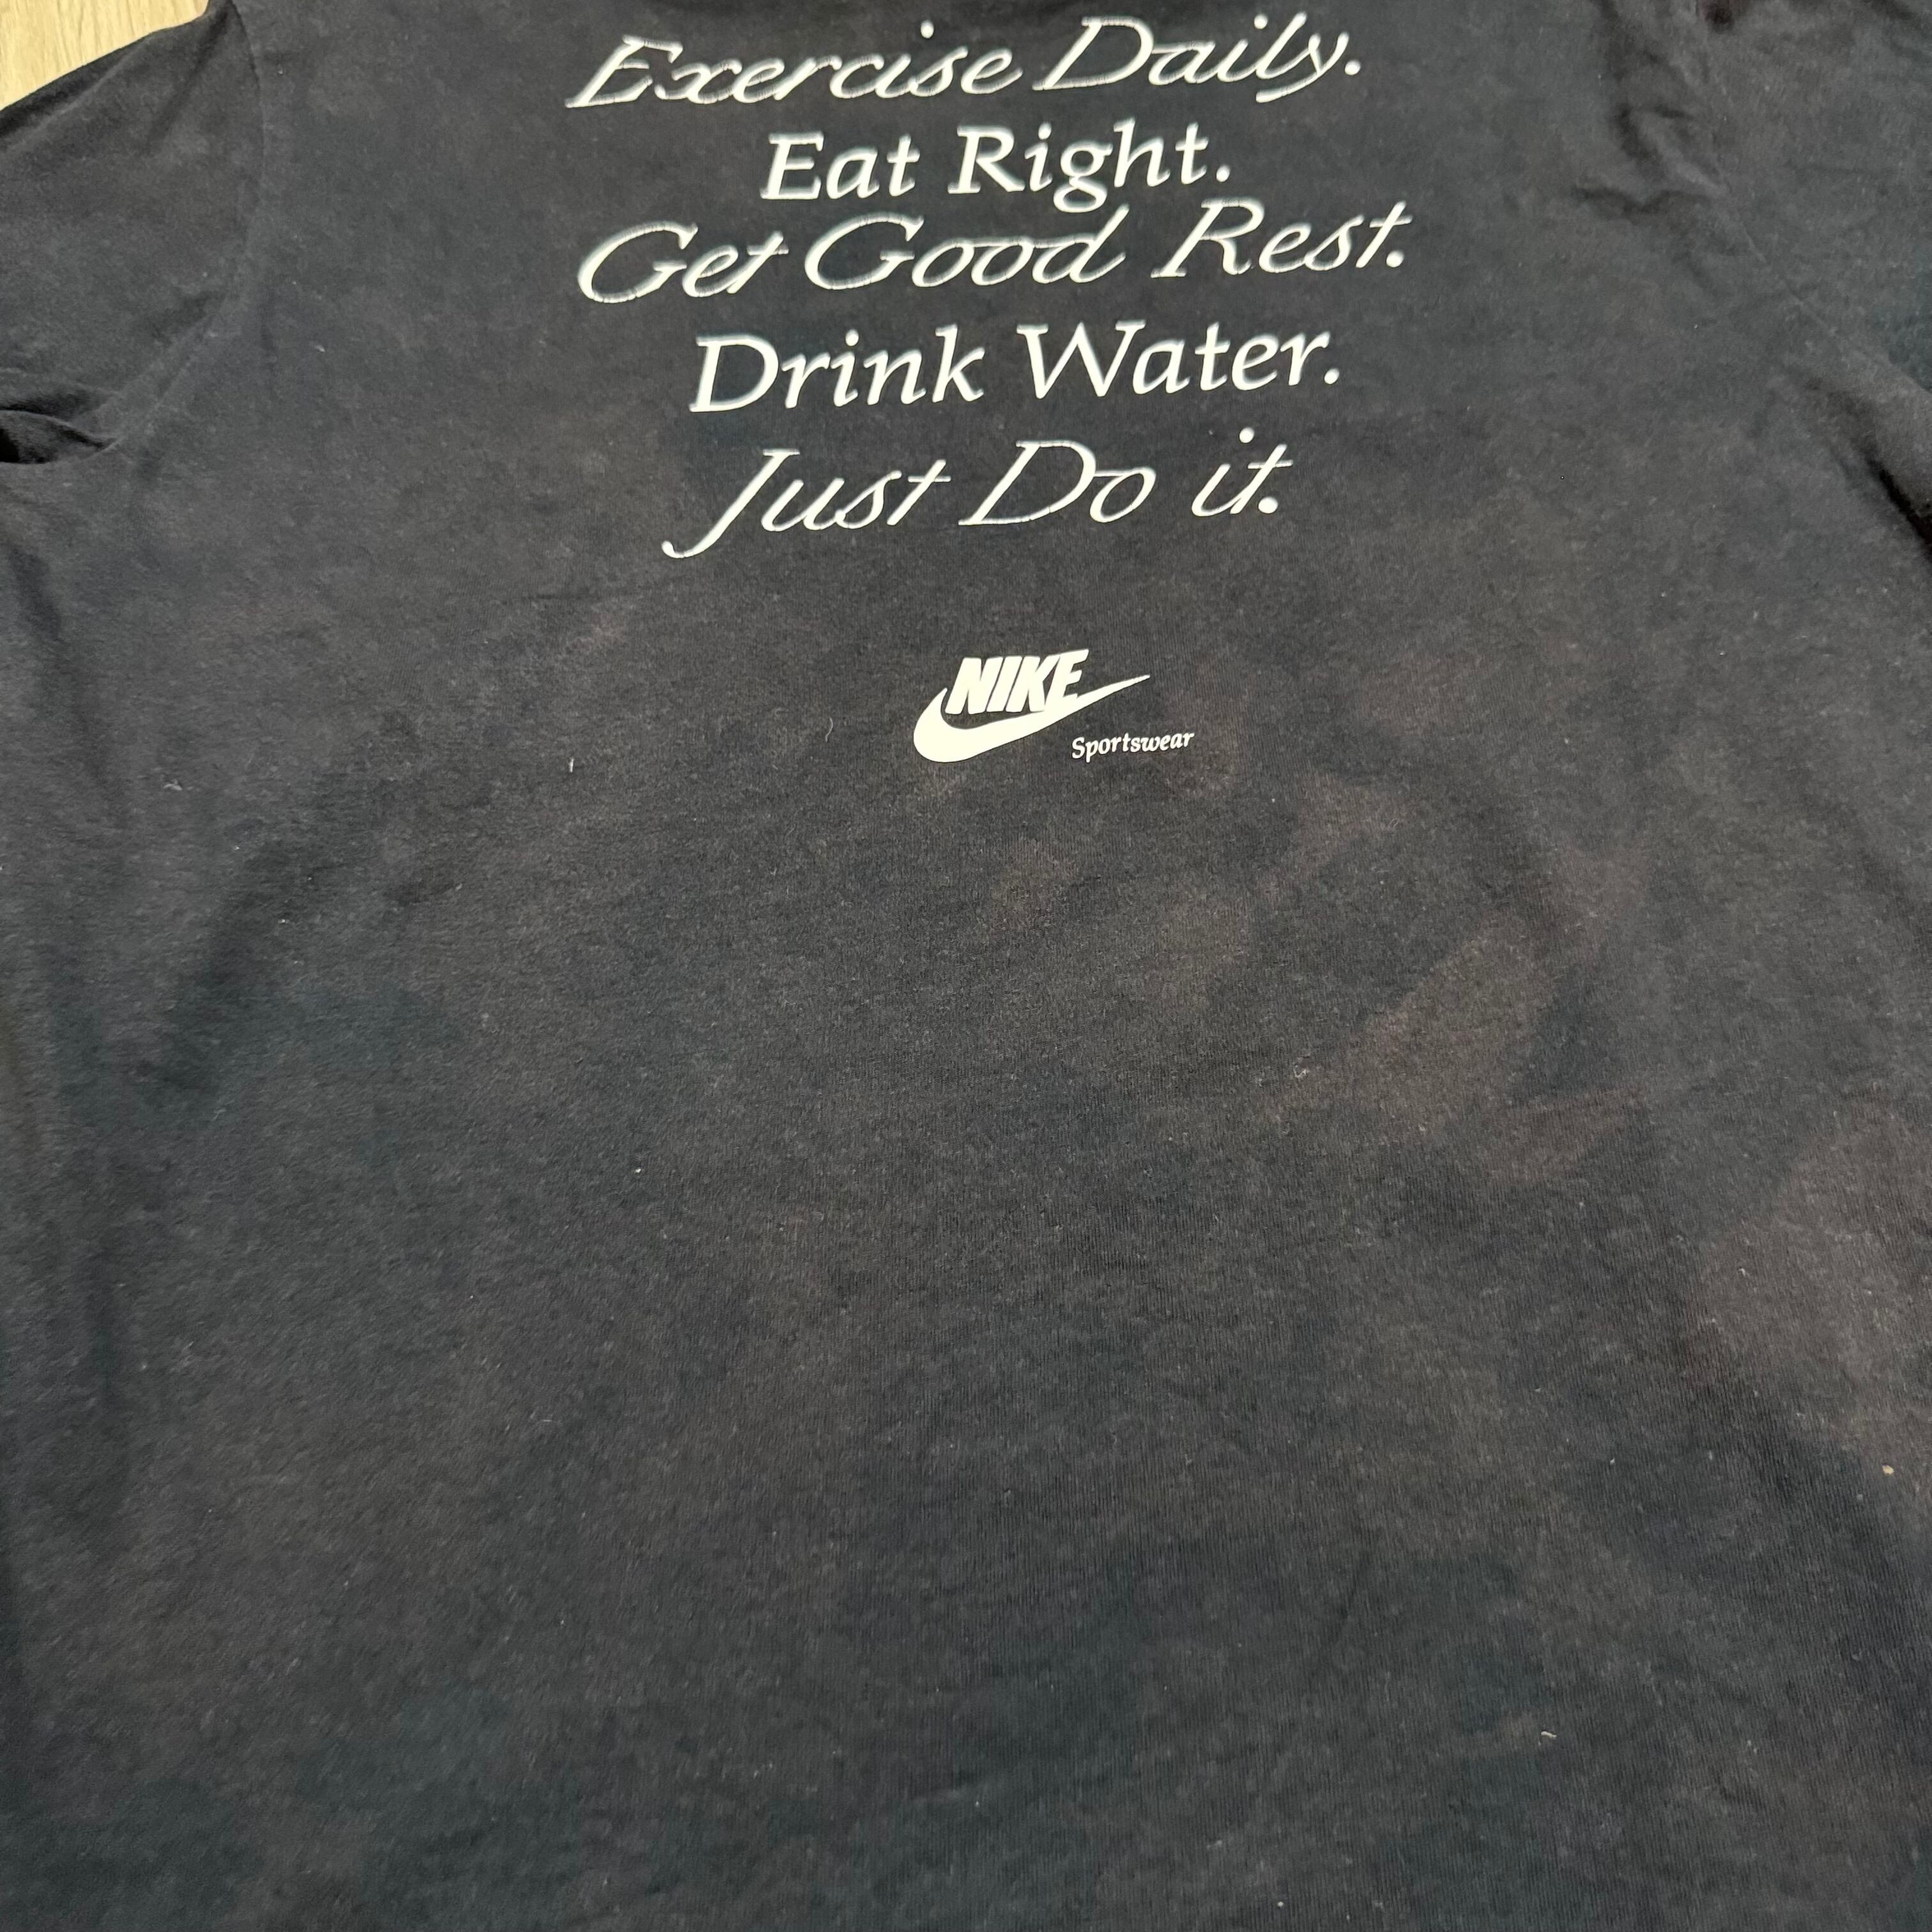 Exercise Daily.
Eat Right.
Get Good Rest.
Drink Water.
Just Do it.
NIKE
Sportswear